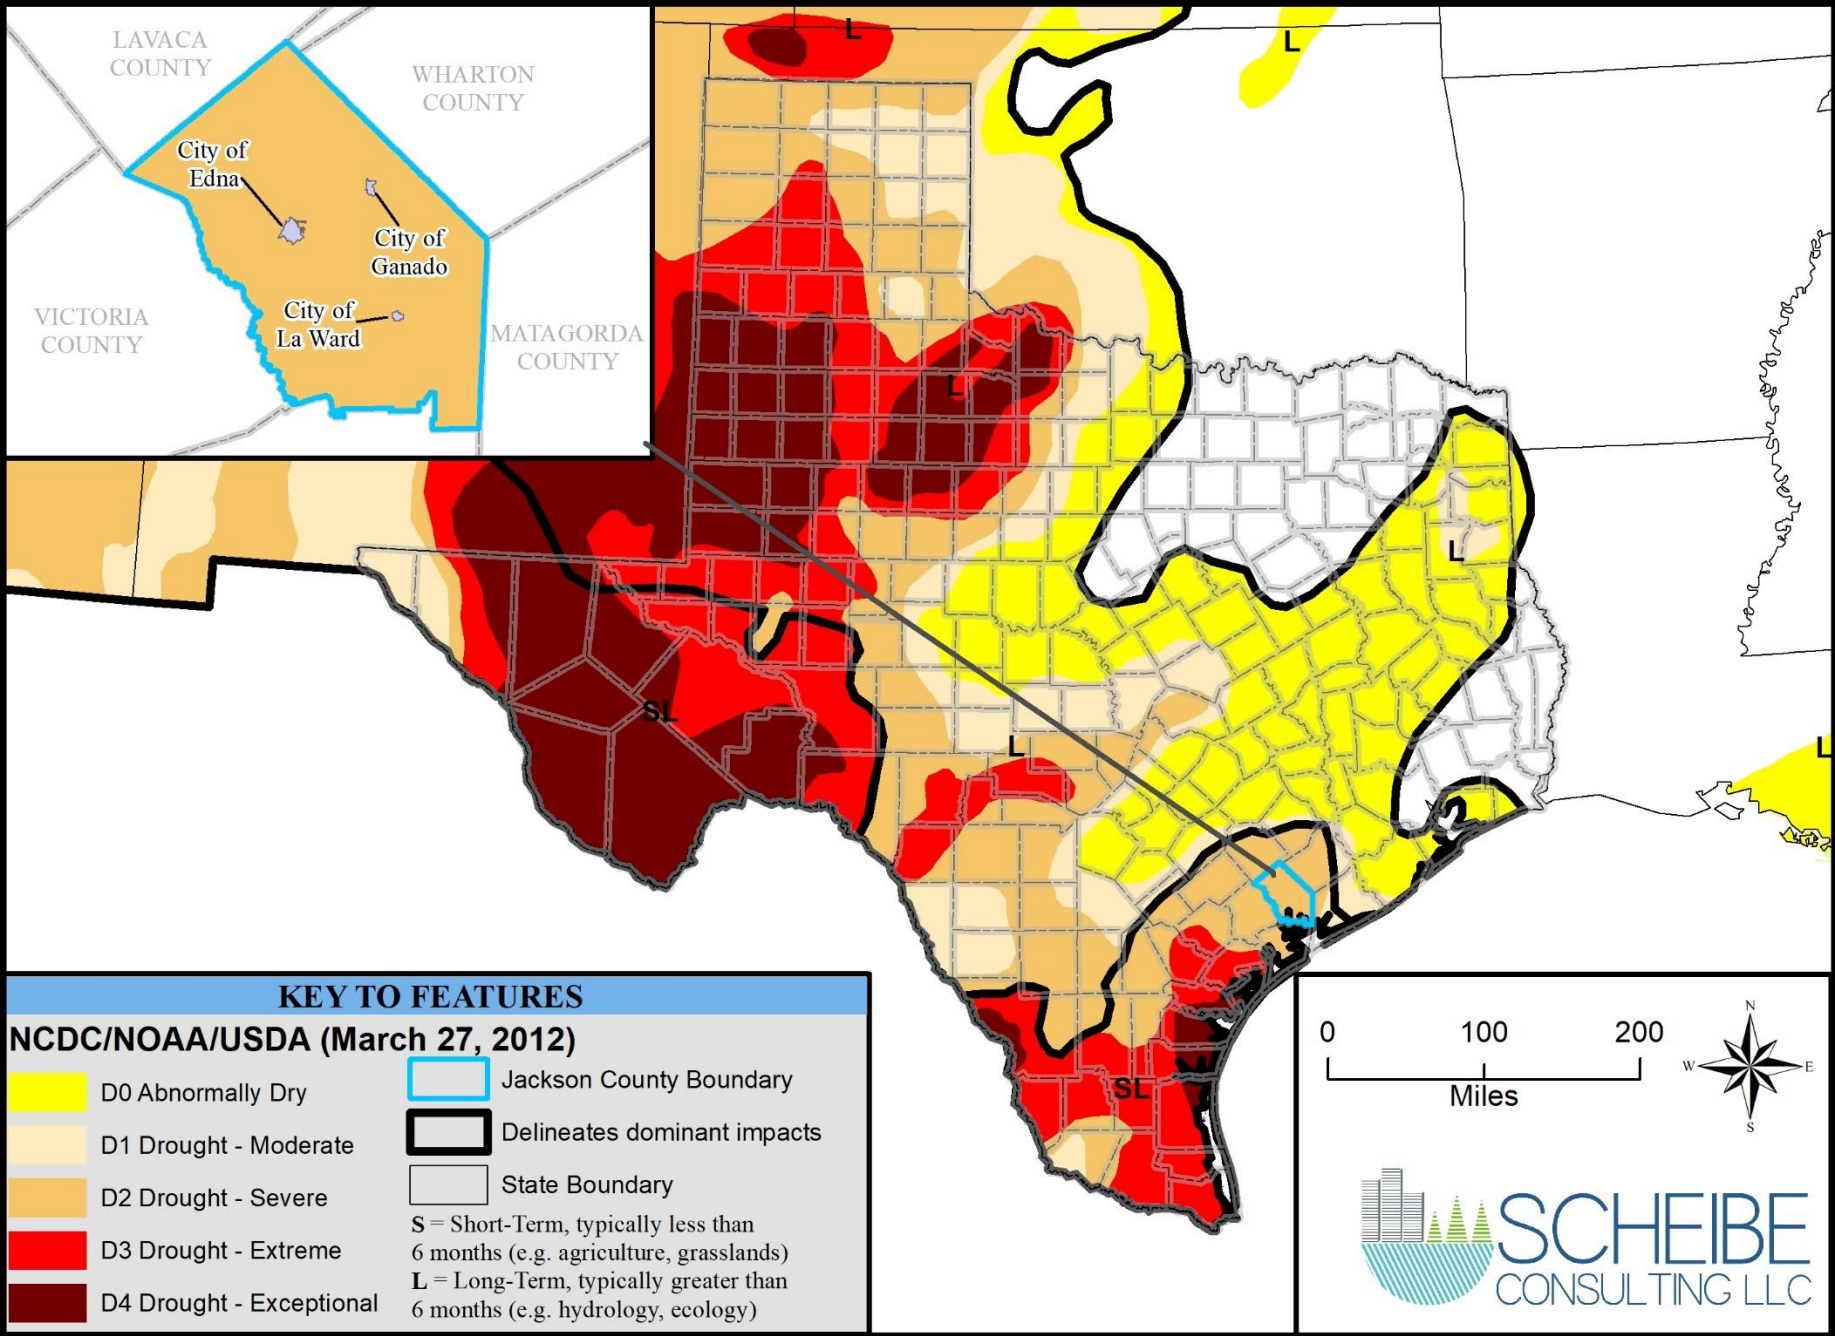 LAVACA
COUNTY
WHARTON
COUNTY
City of
Edna
City of
Ganado
City of
La Ward
VICTORIA
COUNTY
MATAGORDA
COUNTY
L
L
L
L
SL
L
L
SL
KEY TO FEATURES
NCDC/NOAA/USDA (March 27, 2012)
D0 Abnormally Dry
D1 Drought - Moderate
D2 Drought - Severe
D3 Drought - Extreme
D4 Drought - Exceptional
Jackson County Boundary
Delineates dominant impacts
State Boundary
S = Short-Term, typically less than
6 months (e.g. agriculture, grasslands)
L = Long-Term, typically greater than
6 months (e.g. hydrology, ecology)
0 100 200
Miles
N
W E
S
SCHEIBE
CONSULTING LLC